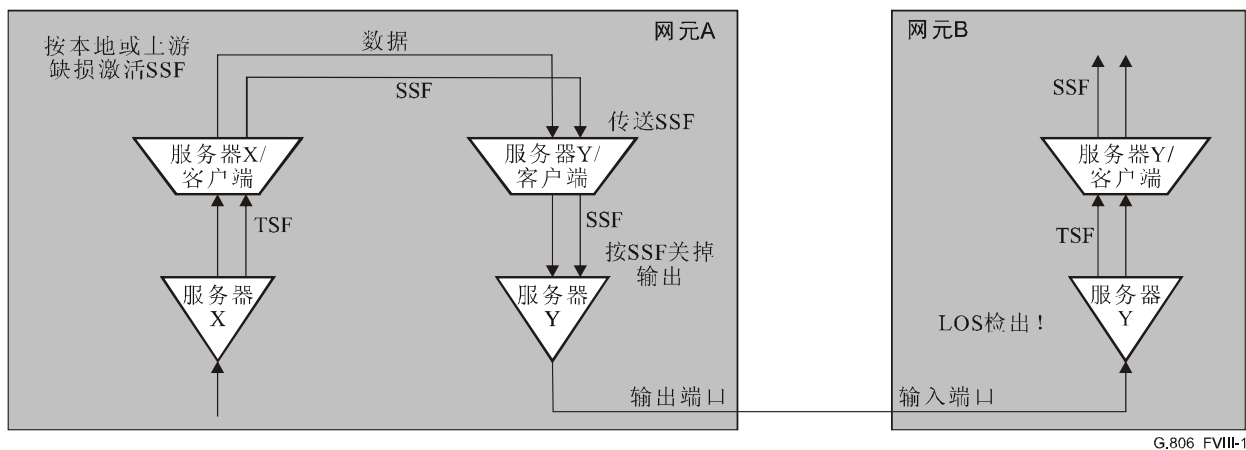 网元A
按本地或上游
缺损激活SSF
数据
SSF
传送SSF
服务器X/
客户端
服务器Y/
客户端
TSF
SSF
按SSF关掉
输出
服务器
X
服务器
Y
输出端口
网元B
SSF
服务器Y/
客户端
TSF
服务器
Y
LOS检出！
输入端口
G.806_FVIII-1